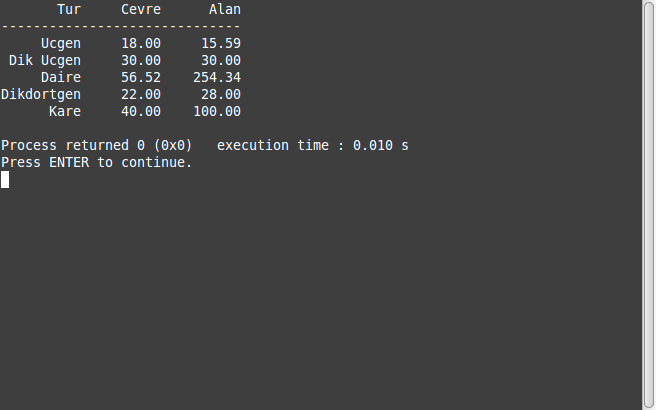 Tur     Cevre      Alan
------------------------------
Ucgen     18.00     15.59
Dik Ucgen     30.00     30.00
Daire     56.52    254.34
Dikdortgen     22.00     28.00
Kare     40.00    100.00
Process returned 0 (0x0)   execution time : 0.010 s
Press ENTER to continue.